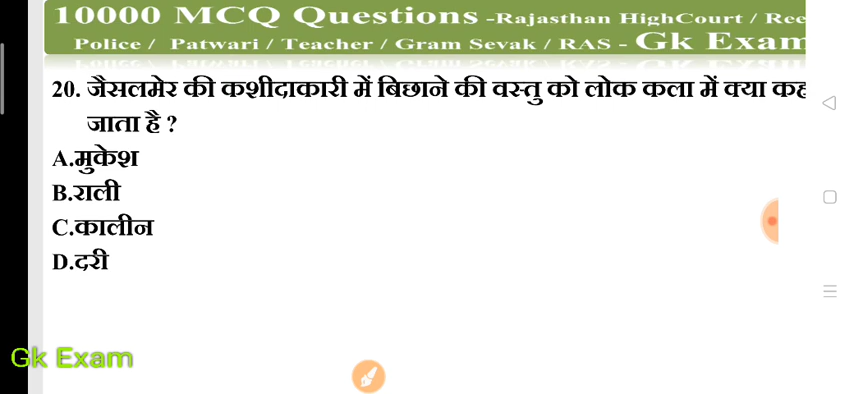 10000 MCQ Questions -Rajasthan HighCourt / Ree
Police / Patwari / Teacher / Gram Sevak / RAS - Gk Exam
20. जैसलमेर की कशीदाकारी में बिछाने की वस्तु को लोक कला में क्या कह
जाता है ?
A.मुकेश
B.राली
C.कालीन
D.दरी
Gk Exam